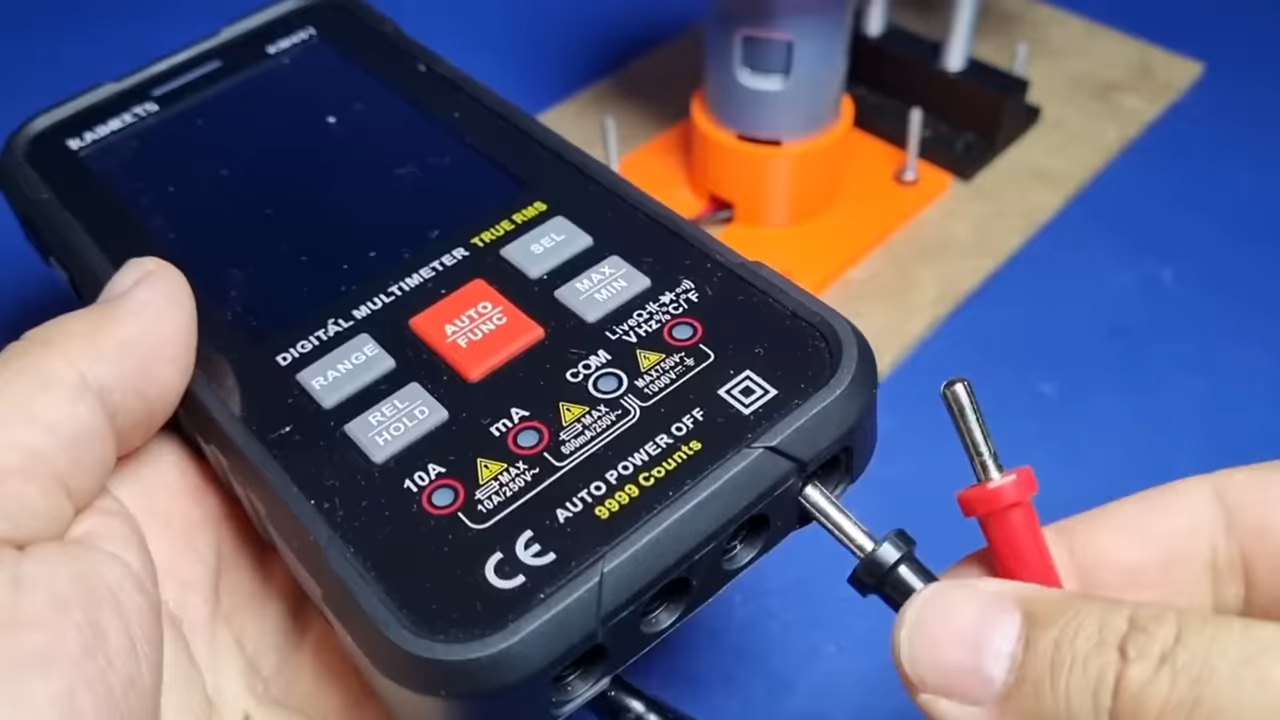 KAIWEETS
DIGITAL MULTIMETER TRUE RMS
SEL
MAX
MIN
AUTO
FUNC
RANGE
REL
HOLD
LiveΩ
VHz%°C/°F
COM
mA
10A
MAX750V~
1000V
MAX
600mA/250V~
MAX
10A/250V~
AUTO POWER OFF
9999 Counts
CE